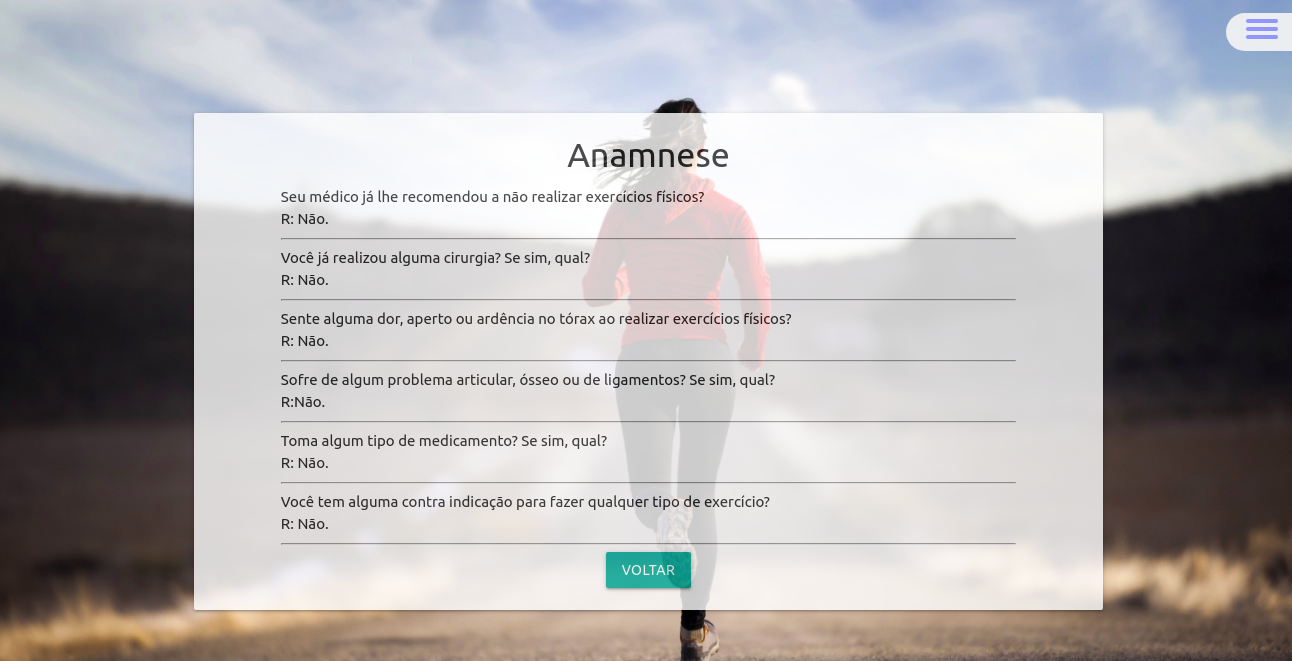 Anamnese
Seu médico já lhe recomendou a não realizar exercícios físicos?
R: Não.
Você já realizou alguma cirurgia? Se sim, qual?
R: Não.
Sente alguma dor, aperto ou ardência no tórax ao realizar exercícios físicos?
R: Não.
Sofre de algum problema articular, ósseo ou de ligamentos? Se sim, qual?
R:Não.
Toma algum tipo de medicamento? Se sim, qual?
R: Não.
Você tem alguma contra indicação para fazer qualquer tipo de exercício?
R: Não.
VOLTAR